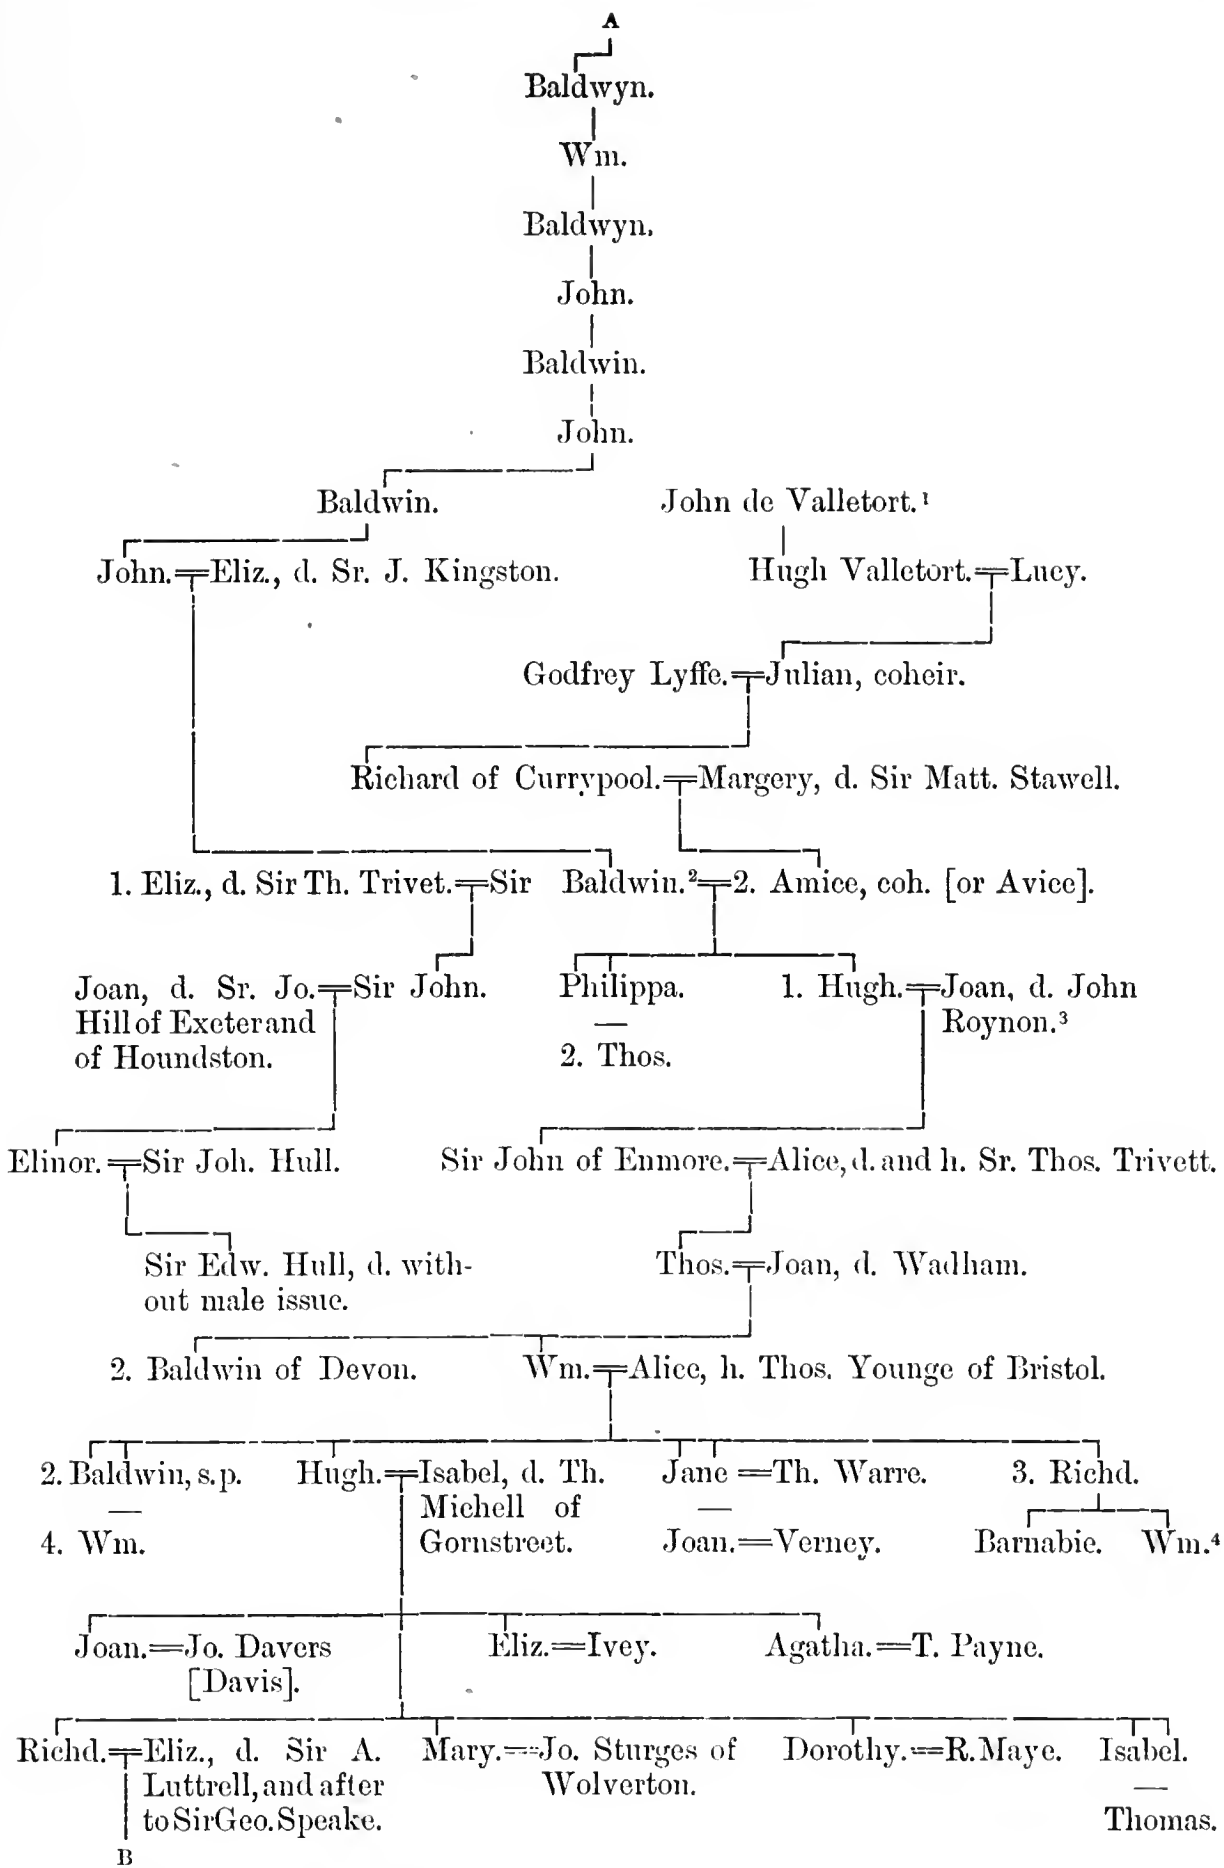 A
Baldwyn.
Wm.
Baldwyn.
John.
Baldwin.
John.
Baldwin. John de Valletort.¹
John.=Eliz., d. Sr. J. Kingston. Hugh Valletort.=Lucy.
Godfrey Lyffe.=Julian, coheir.
Richard of Currypool.=Margery, d. Sir Matt. Stawell.
1. Eliz., d. Sir Th. Trivet.=Sir Baldwin.²=2. Amice, coh. [or Avice].
Joan, d. Sr. Jo.=Sir John. Philippa. 1. Hugh.=Joan, d. John
Hill of Exeter and — Roynon.³
of Houndston. 2. Thos.
Elinor.=Sir Joh. Hull. Sir John of Enmore.=Alice, d. and h. Sr. Thos. Trivett.
Sir Edw. Hull, d. with- Thos.=Joan, d. Wadham.
out male issue.
2. Baldwin of Devon. Wm.=Alice, h. Thos. Younge of Bristol.
2. Baldwin, s.p. Hugh.=Isabel, d. Th. Jane=Th. Warre. 3. Richd.
— Michell of —
4. Wm. Gornstreet. Joan.=Verney. Barnabie. Wm.⁴
Joan.=Jo. Davers Eliz.=Ivey. Agatha.=T. Payne.
[Davis].
Richd.=Eliz., d. Sir A. Mary.=Jo. Sturges of Dorothy.=R. Maye. Isabel.
Luttrell, and after Wolverton. —
to Sir Geo. Speake. Thomas.
B